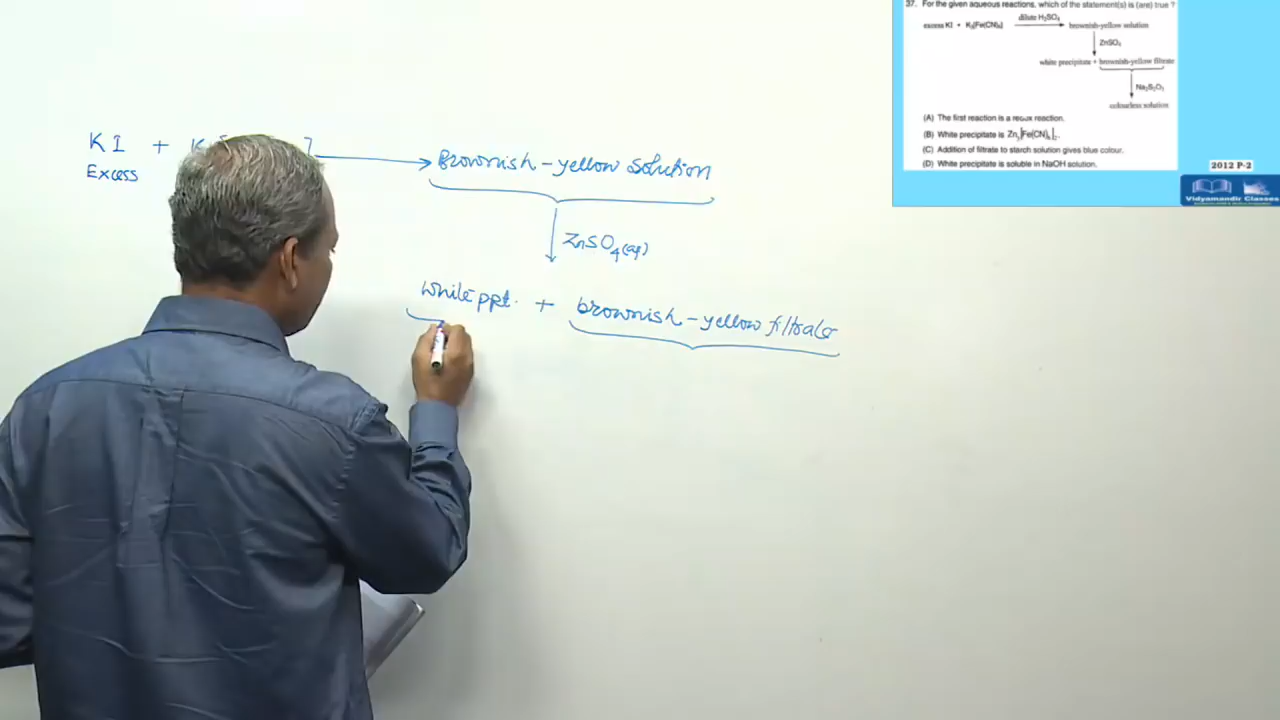 37. For the given aqueous reactions, which of the statement(s) is (are) true ?
excess KI + K₃[Fe(CN)₆] dilute H₂SO₄ brownish-yellow solution
ZnSO₄
white precipitate + brownish-yellow filtrate
Na₂S₂O₃
colourless solution
(A) The first reaction is a redox reaction.
(B) White precipitate is Zn₃[Fe(CN)₆]₂.
(C) Addition of filtrate to starch solution gives blue colour.
(D) White precipitate is soluble in NaOH solution.
2012 P-2
Vidyamandir Classes
KI + K
Excess
Brownish-yellow solution
ZnSO₄(aq)
white ppt. + brownish-yellow filtrate